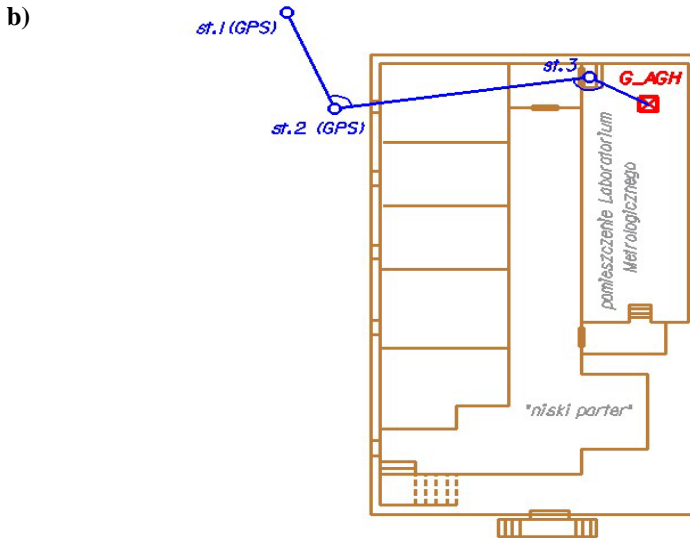 b)
st.1(GPS)
st.3
G_AGH
st.2 (GPS)
pomieszczenie Laboratorium
Metrologicznego
"niski parter"